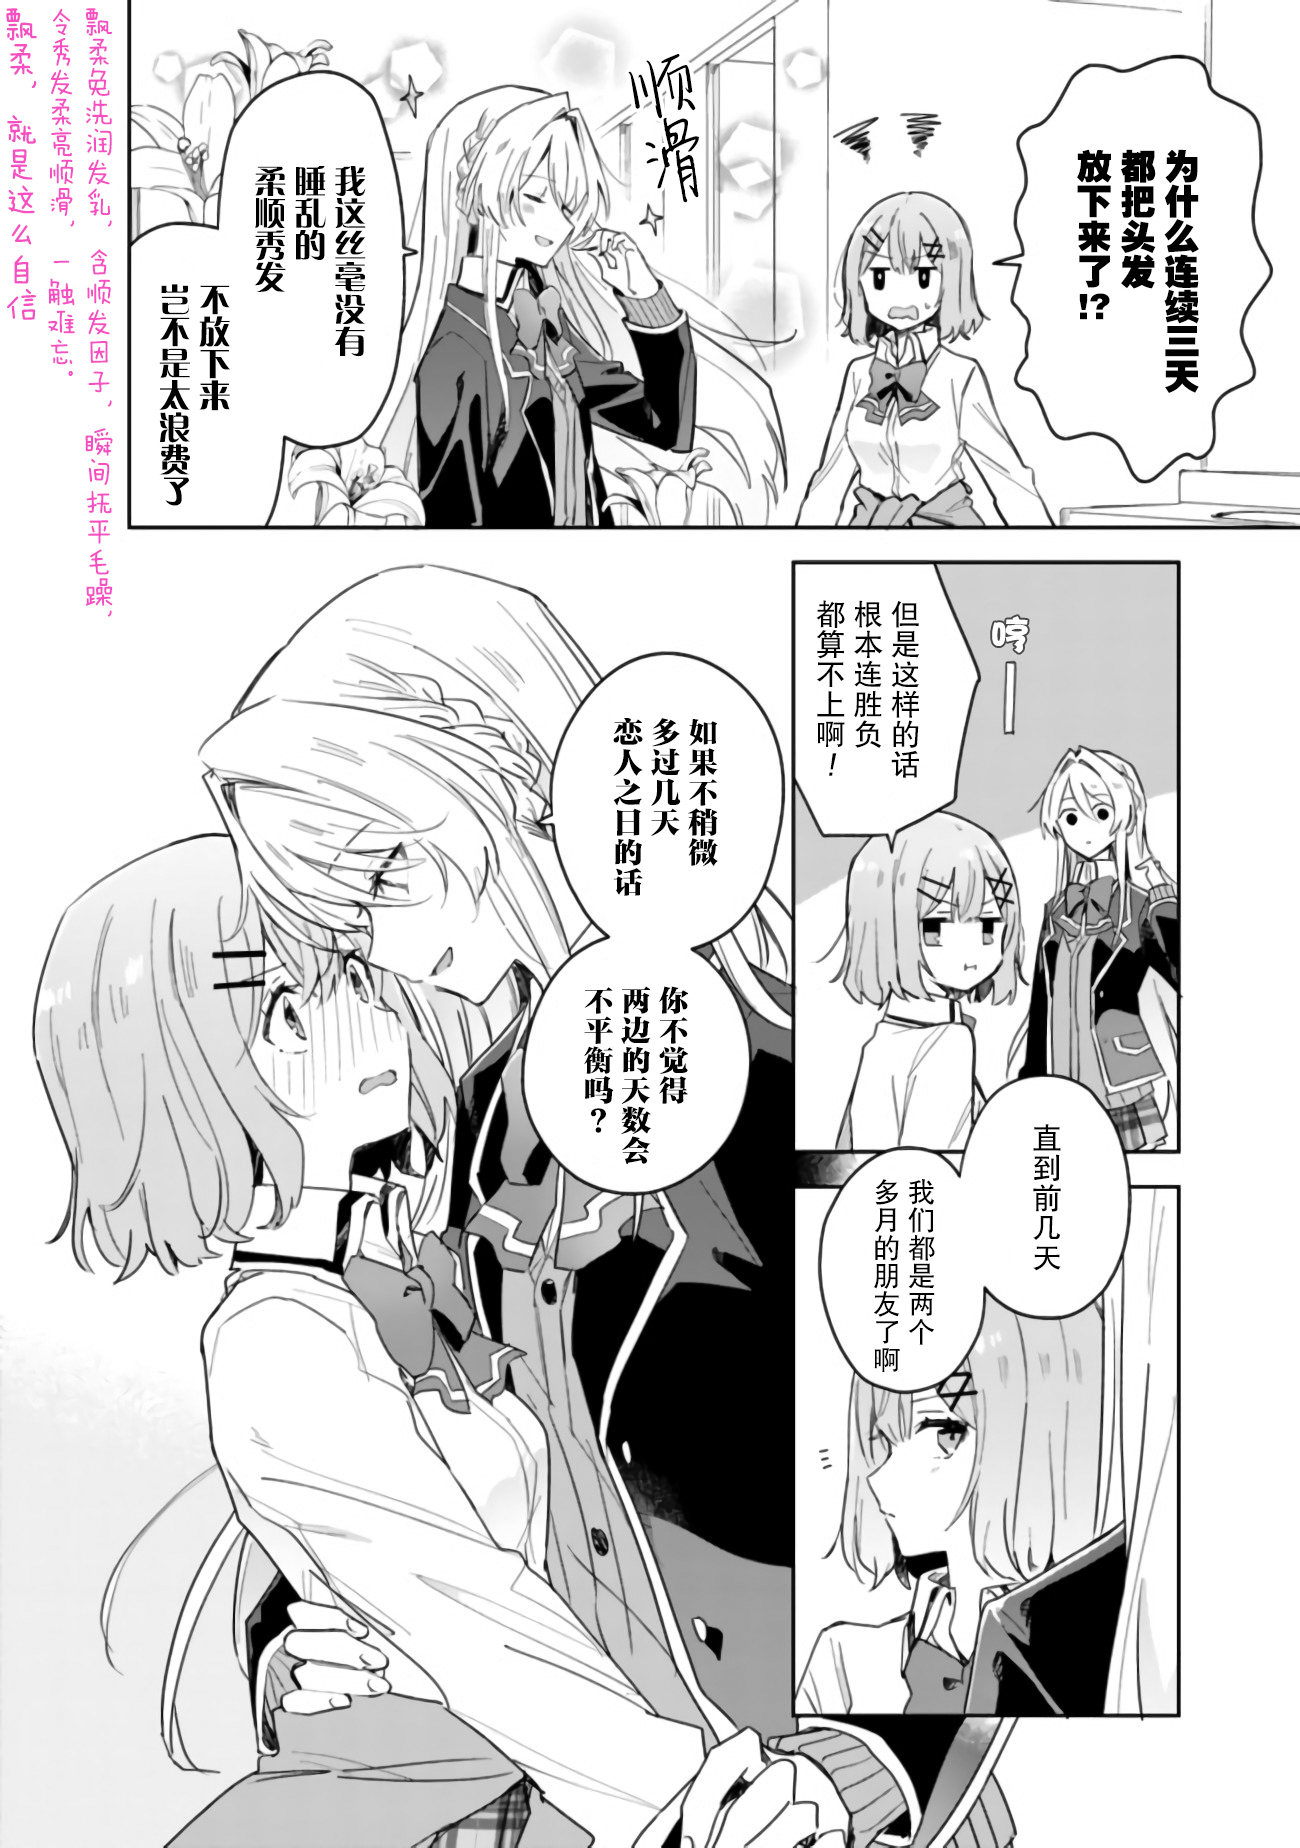 为什么连续三天
都把头发
放下来了!?
顺滑
我这丝毫没有
睡乱的
柔顺秀发
不放下来
岂不是太浪费了
飘柔免洗润发乳，含顺发因子，瞬间抚平毛躁，
令秀发柔亮顺滑，一触难忘。
飘柔，就是这么自信
哼—
但是这样的话
根本连胜负
都算不上啊！
直到前几天
我们都是两个
多月的朋友了啊
如果不稍微
多过几天
恋人之日的话
你不觉得
两边的天数会
不平衡吗？